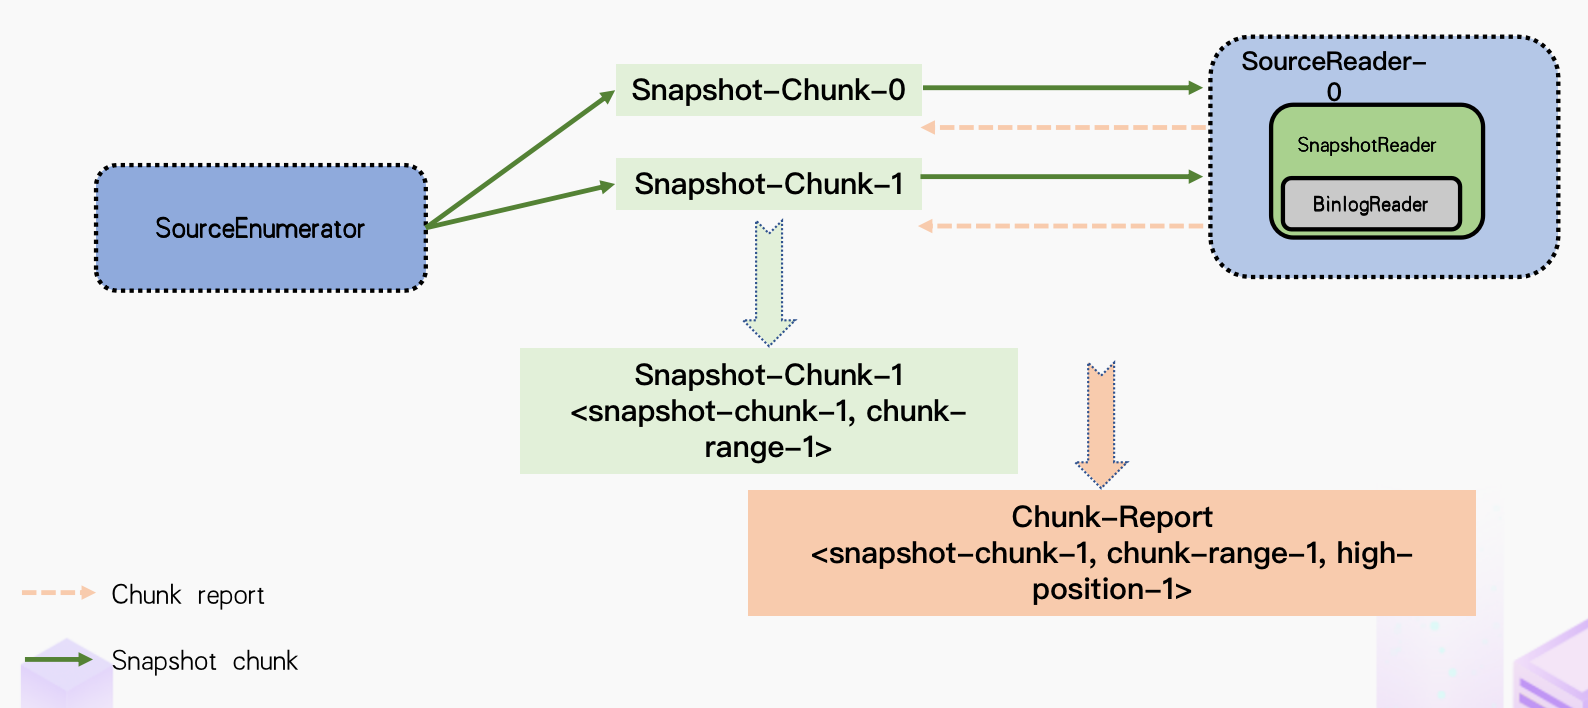 SourceReader-
0
Snapshot-Chunk-0
SnapshotReader
Snapshot-Chunk-1
BinlogReader
SourceEnumerator
Snapshot-Chunk-1
<snapshot-chunk-1, chunk-
range-1>
Chunk-Report
<snapshot-chunk-1, chunk-range-1, high-
position-1>
Chunk report
Snapshot chunk